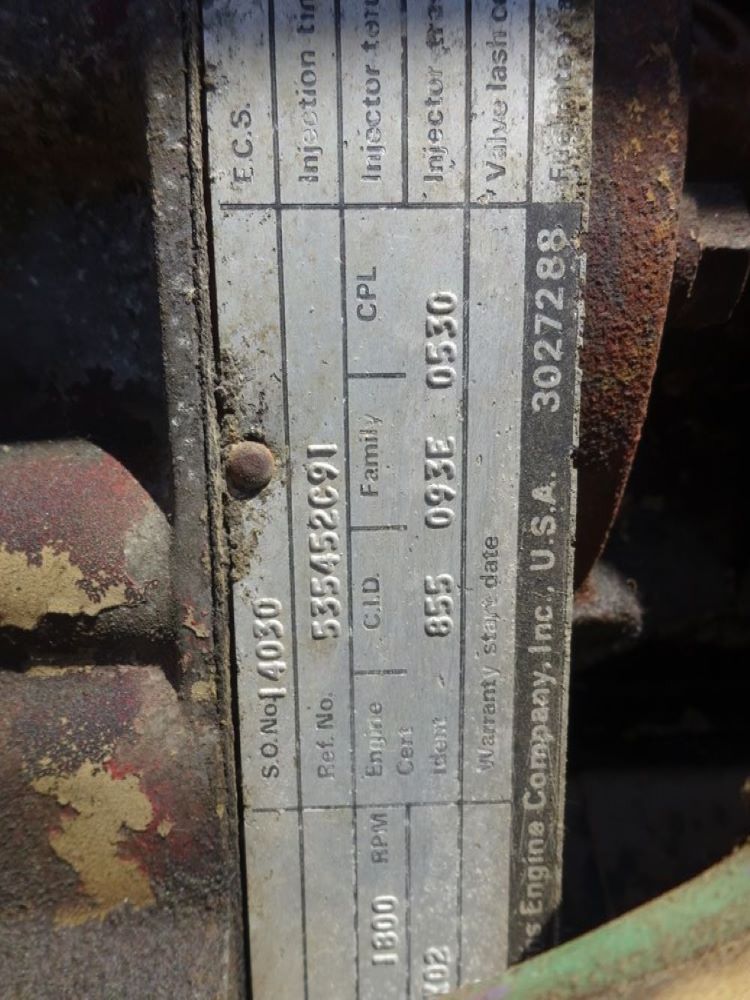 E.C.S.
Injection
Injector
Injector
Valve lash
S.O.No. 14030
Ref. No. 535452C91
Engine C.I.D. Family CPL
Cert
Ident 855 093E 0530
Warranty start date
Engine Company, Inc., U.S.A. 3027288
1800 RPM